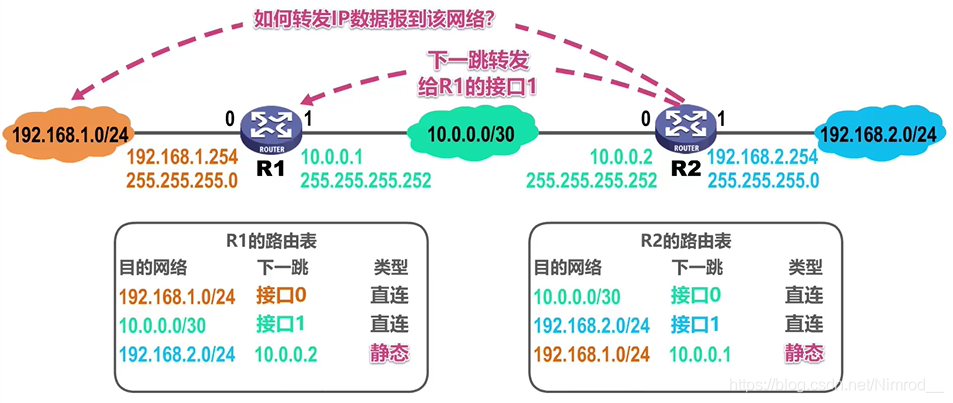 如何转发IP数据报到该网络?
下一跳转发
给R1的接口1
192.168.1.0/24
0
1
10.0.0.0/30
0
1
192.168.2.0/24
ROUTER
ROUTER
192.168.1.254
255.255.255.0
R1
10.0.0.1
255.255.255.252
10.0.0.2
255.255.255.252
R2
192.168.2.254
255.255.255.0
R1的路由表
目的网络 下一跳 类型
192.168.1.0/24 接口0 直连
10.0.0.0/30 接口1 直连
192.168.2.0/24 10.0.0.2 静态
R2的路由表
目的网络 下一跳 类型
10.0.0.0/30 接口0 直连
192.168.2.0/24 接口1 直连
192.168.1.0/24 10.0.0.1 静态
https://blog.csdn.net/Nimrod__